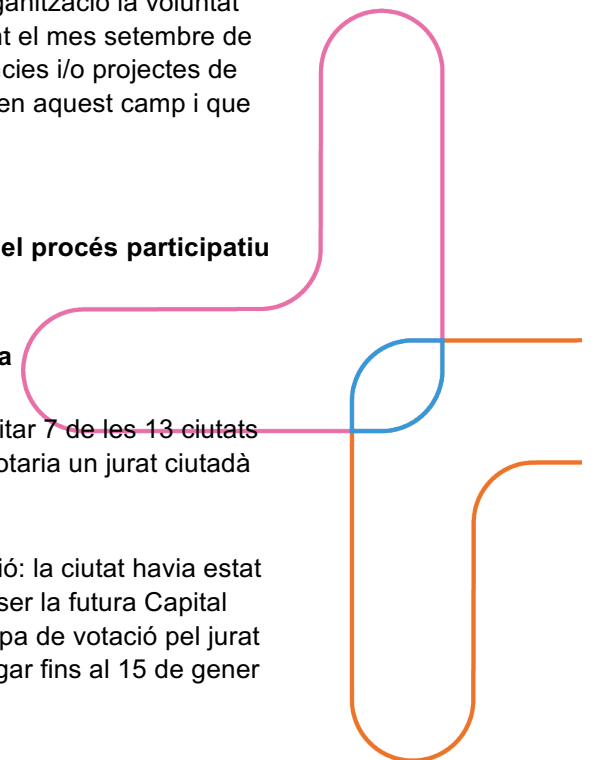 ganització la voluntat
nt el mes setembre de
ncies i/o projectes de
en aquest camp i que
el procés participatiu
a
itar 7 de les 13 ciutats
otaria un jurat ciutadà
ió: la ciutat havia estat
ser la futura Capital
pa de votació pel jurat
gar fins al 15 de gener